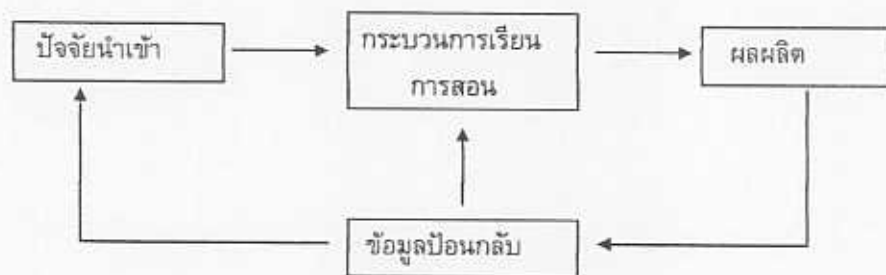 ปัจจัยนำเข้า
กระบวนการเรียน
การสอน
ผลผลิต
ข้อมูลป้อนกลับ